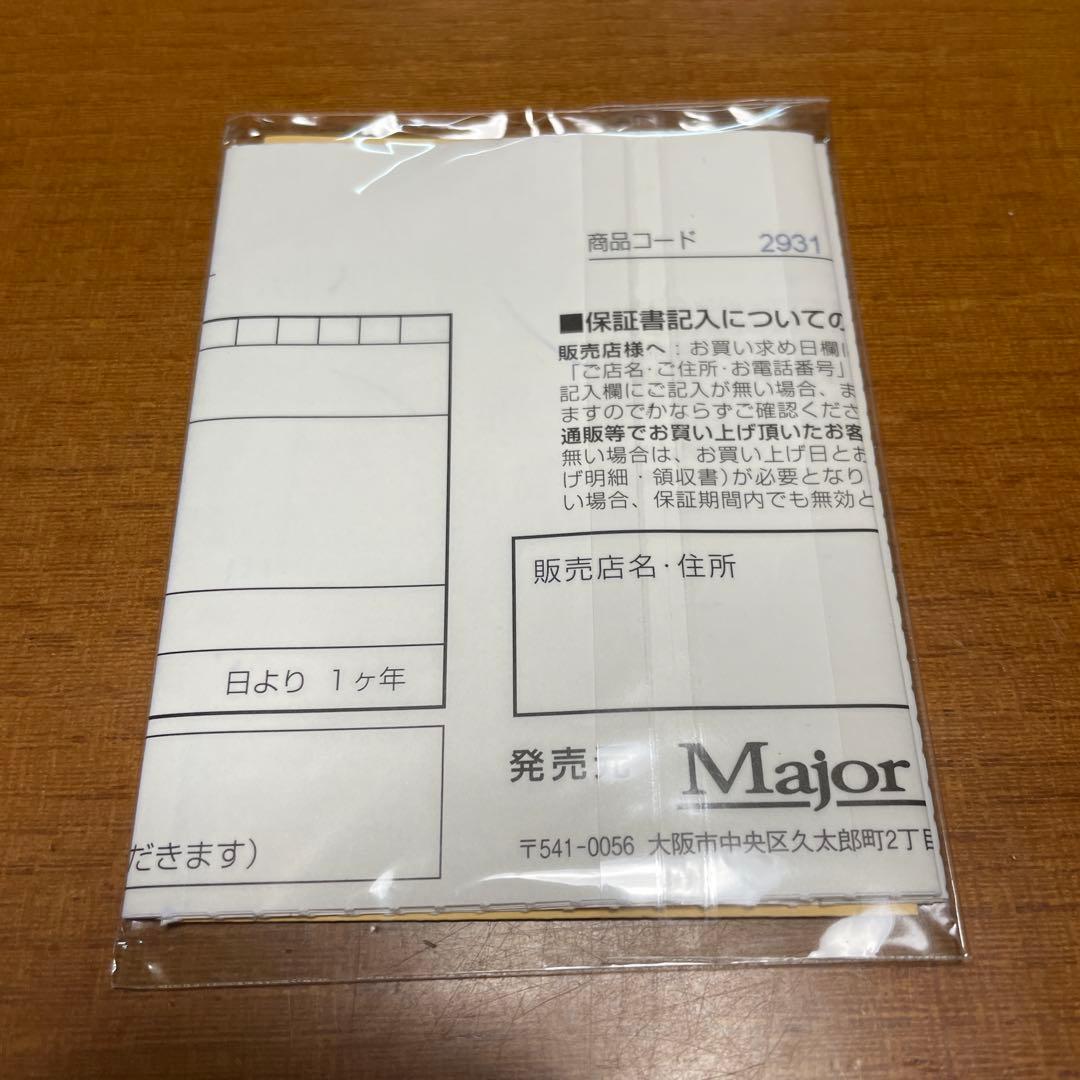 商品コード 2931
■保証書記入についての
販売店様へ：お買い求め日欄
「ご店名・ご住所・お電話番号」
記入欄にご記入が無い場合、ま
ますのでかならずご確認くださ
通販等でお買い上げ頂いたお客
無い場合は、お買い上げ日とお
げ明細・領収書)が必要となり
い場合、保証期間内でも無効と
販売店名・住所
日より 1ヶ年
発売元 Major
〒541-0056 大阪市中央区久太郎町2丁目
だきます)